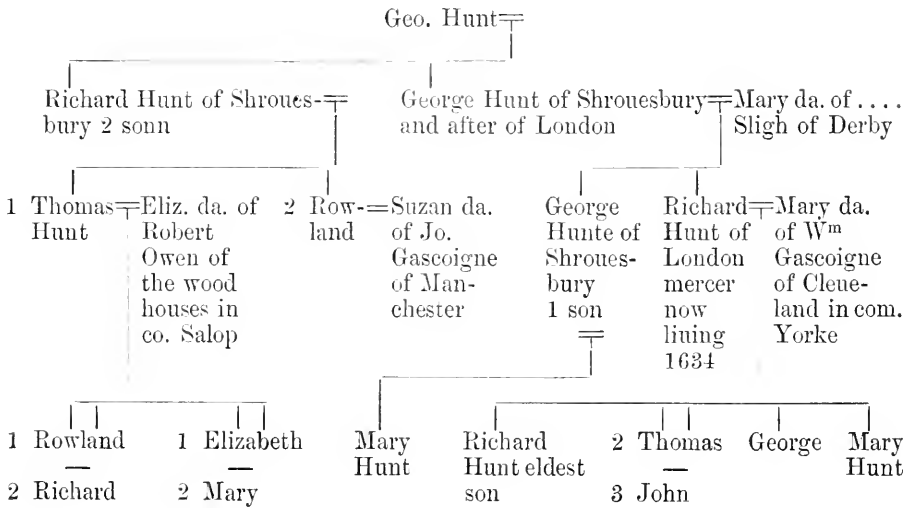 Geo. Hunt
Richard Hunt of Shroues-
bury 2 sonn
George Hunt of Shrouesbury
and after of London
Mary da. of ....
Sligh of Derby
1 Thomas
Hunt
Eliz. da. of
Robert
Owen of
the wood
houses in
co. Salop
2 Row-
land
Suzan da.
of Jo.
Gascoigne
of Man-
chester
George
Hunte of
Shroues-
bury
1 son
Richard
Hunt of
London
mercer
now
liuing
1634
Mary da.
of Wᵐ
Gascoigne
of Cleue-
land in com.
Yorke
1 Rowland
2 Richard
1 Elizabeth
2 Mary
Mary
Hunt
Richard
Hunt eldest
son
2 Thomas
3 John
George
Mary
Hunt